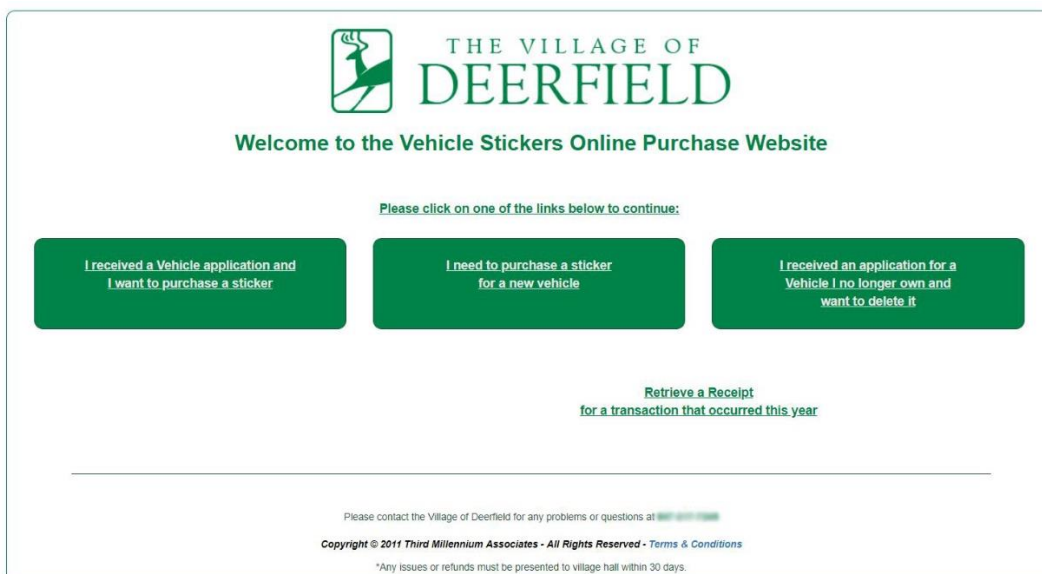 THE VILLAGE OF
DEERFIELD
Welcome to the Vehicle Stickers Online Purchase Website
Please click on one of the links below to continue:
I received a Vehicle application and
I want to purchase a sticker
I need to purchase a sticker
for a new vehicle
I received an application for a
Vehicle I no longer own and
want to delete it
Retrieve a Receipt
for a transaction that occurred this year
Please contact the Village of Deerfield for any problems or questions at
Copyright © 2011 Third Millennium Associates - All Rights Reserved - Terms & Conditions
*Any issues or refunds must be presented to village hall within 30 days.